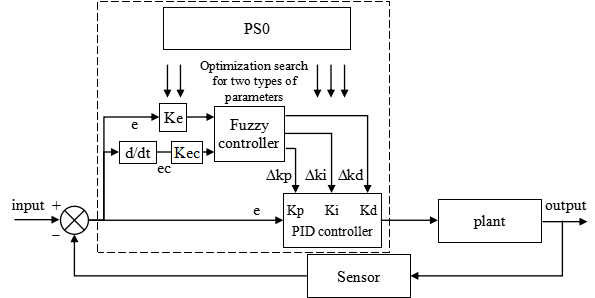 PS0
Optimization search
for two types of
parameters
e
Ke
Fuzzy
controller
d/dt
Kec
ec
Δkp Δki Δkd
input +
−
e
Kp Ki Kd
PID controller
plant
output
Sensor